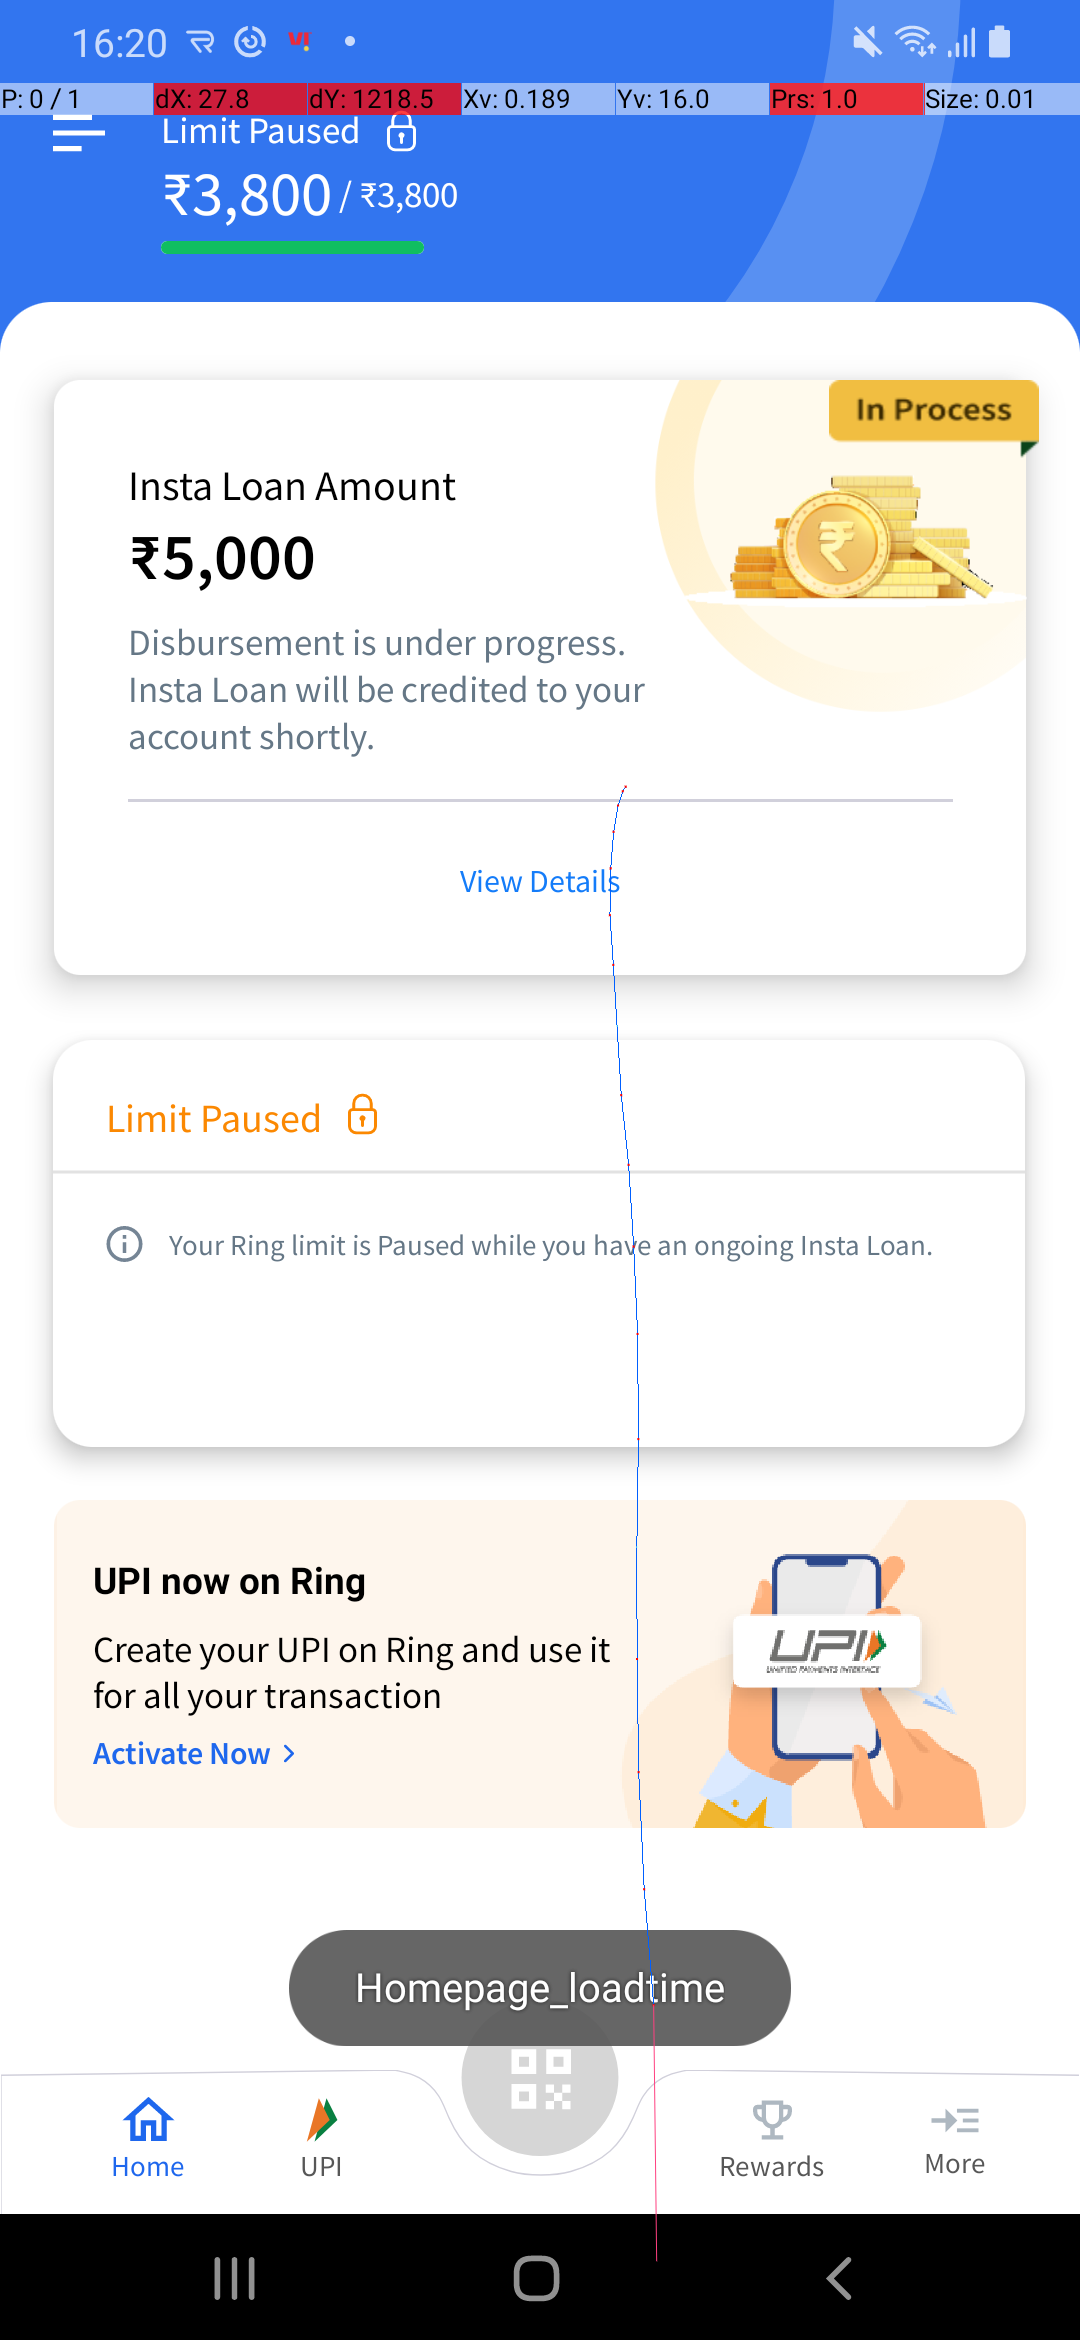 16:20
P: 0 / 1 dX: 27.8 dY: 1218.5 Xv: 0.189 Yv: 16.0 Prs: 1.0 Size: 0.01
Limit Paused
₹3,800 / ₹3,800
In Process
Insta Loan Amount
₹5,000
Disbursement is under progress.
Insta Loan will be credited to your
account shortly.
View Details
Limit Paused
Your Ring limit is Paused while you have an ongoing Insta Loan.
UPI now on Ring
Create your UPI on Ring and use it
for all your transaction
Activate Now >
UPI
UNIFIED PAYMENTS INTERFACE
Homepage_loadtime
Home UPI Rewards More